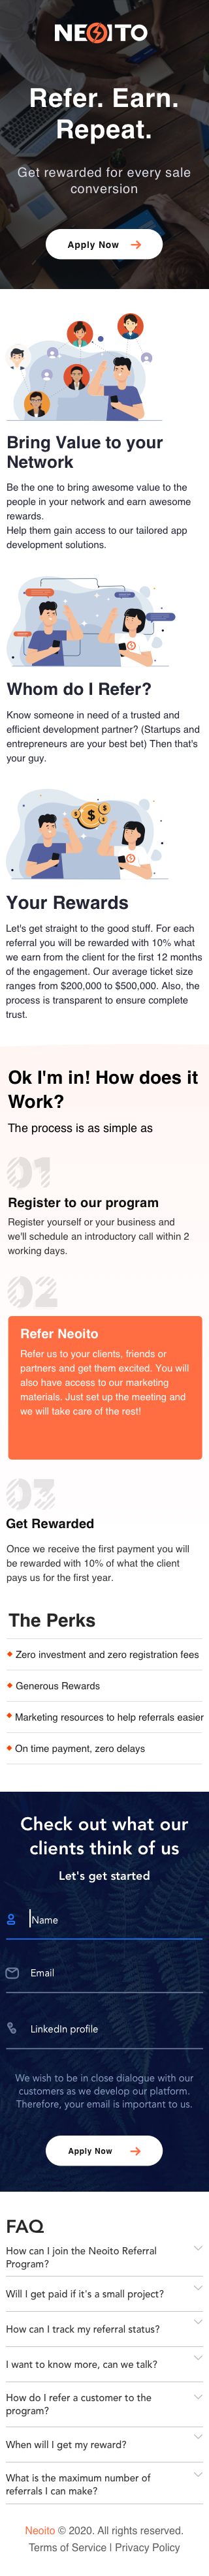 NEOITO
Refer. Earn.
Repeat.
Get rewarded for every sale
conversion
Apply Now
Bring Value to your
Network
Be the one to bring awesome value to the
people in your network and earn awesome
rewards.
Help them gain access to our tailored app
development solutions.
Whom do I Refer?
Know someone in need of a trusted and
efficient development partner? (Startups and
entrepreneurs are your best bet) Then that's
your guy.
Your Rewards
Let's get straight to the good stuff. For each
referral you will be rewarded with 10% what
we earn from the client for the first 12 months
of the engagement. Our average ticket size
ranges from $200,000 to $500,000. Also, the
process is transparent to ensure complete
trust.
Ok I'm in! How does it
Work?
The process is as simple as
01
Register to our program
Register yourself or your business and
we'll schedule an introductory call within 2
working days.
02
Refer Neoito
Refer us to your clients, friends or
partners and get them excited. You will
also have access to our marketing
materials. Just set up the meeting and
we will take care of the rest!
03
Get Rewarded
Once we receive the first payment you will
be rewarded with 10% of what the client
pays us for the first year.
The Perks
Zero investment and zero registration fees
Generous Rewards
Marketing resources to help referrals easier
On time payment, zero delays
Check out what our
clients think of us
Let's get started
Name
Email
LinkedIn profile
We wish to be in close dialogue with our
customers as we develop our platform.
Therefore, your email is important to us.
Apply Now
FAQ
How can I join the Neoito Referral
Program?
Will I get paid if it's a small project?
How can I track my referral status?
I want to know more, can we talk?
How do I refer a customer to the
program?
When will I get my reward?
What is the maximum number of
referrals I can make?
Neoito © 2020. All rights reserved.
Terms of Service | Privacy Policy